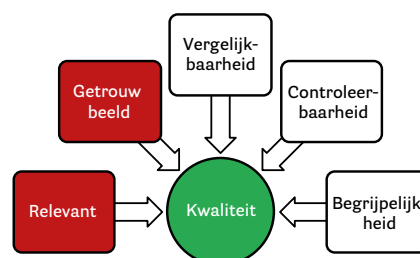 Vergelijk-
baarheid
Getrouw
beeld
Controleer-
baarheid
Relevant
Kwaliteit
Begrijpelijk
heid